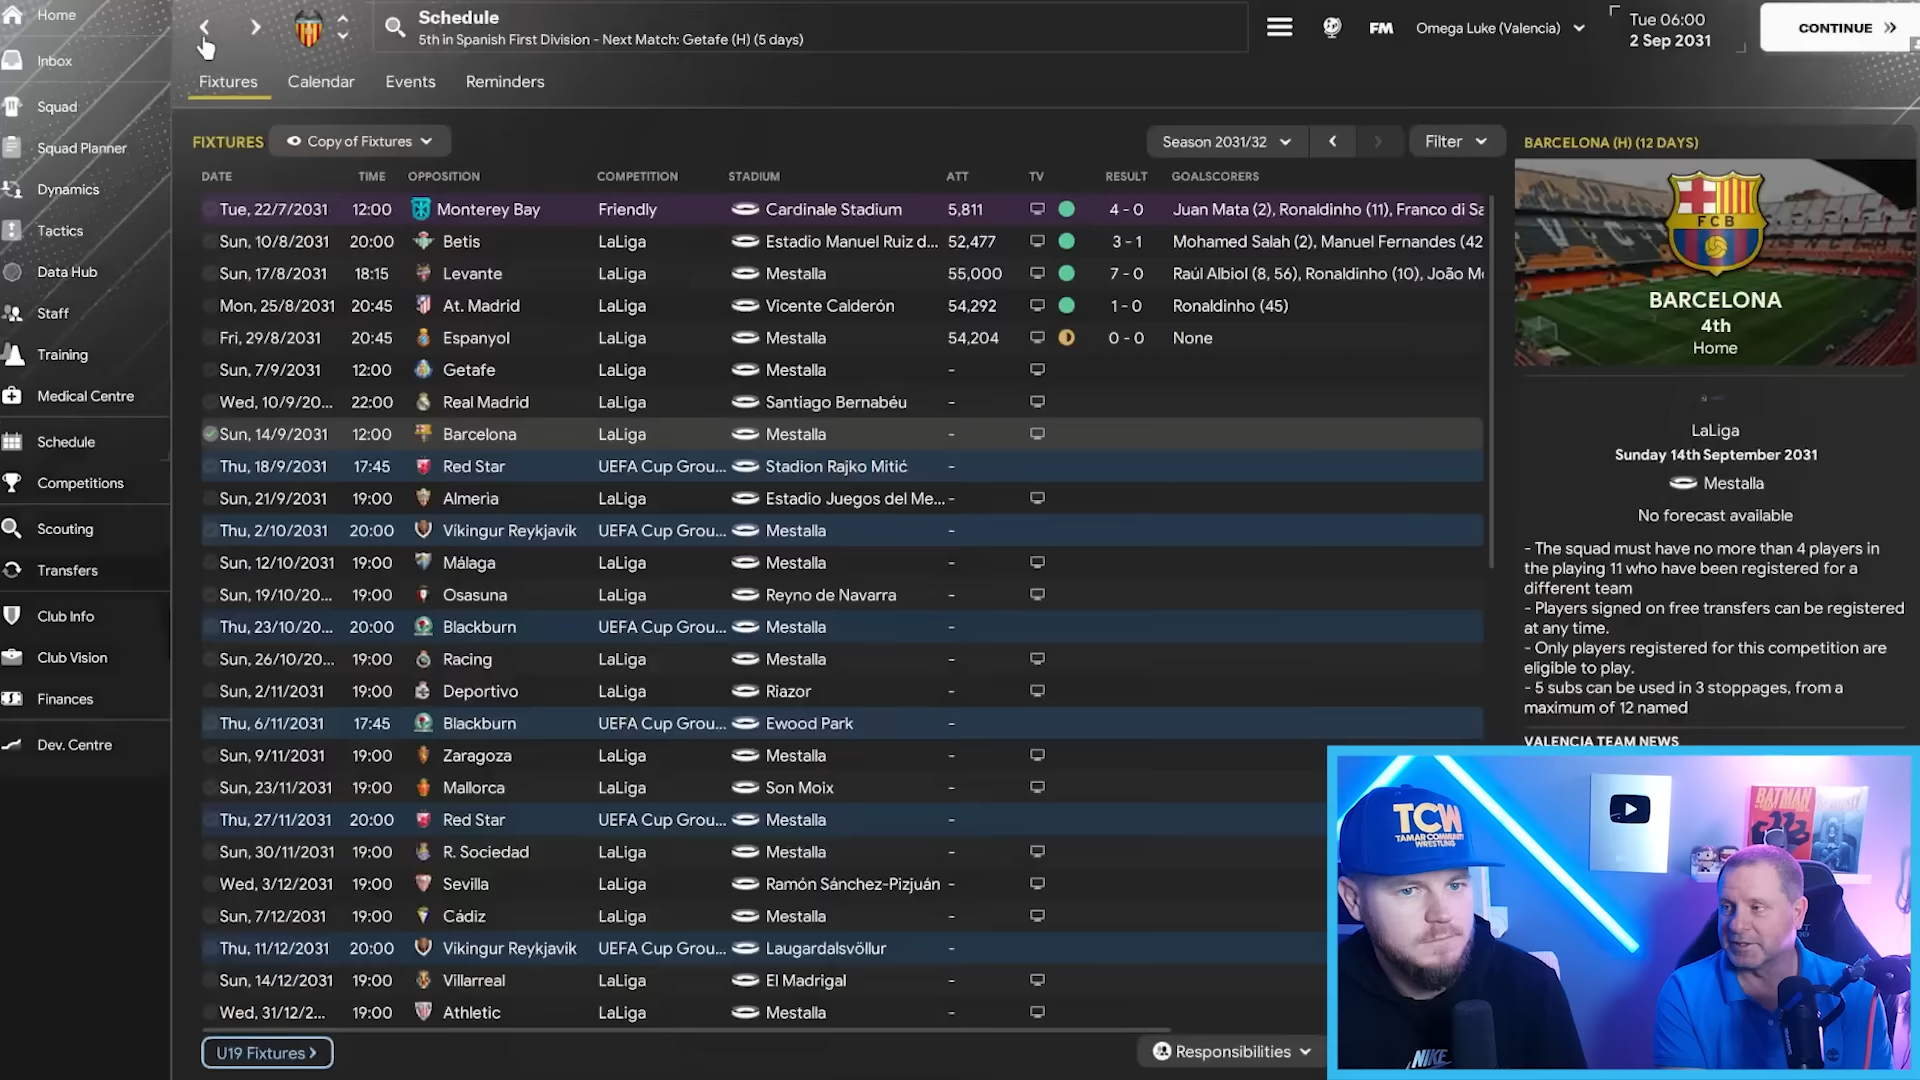 Home
Inbox
Squad
Squad Planner
Dynamics
Tactics
Data Hub
Staff
Training
Medical Centre
Schedule
Competitions
Scouting
Transfers
Club Info
Club Vision
Finances
Dev. Centre
Schedule
5th in Spanish First Division - Next Match: Getafe (H) (5 days)
FM
Omega Luke (Valencia)
Tue 06:00
2 Sep 2031
CONTINUE
Fixtures Calendar Events Reminders
FIXTURES Copy of Fixtures Season 2031/32 Filter
DATE TIME OPPOSITION COMPETITION STADIUM ATT TV RESULT GOALSCORERS
Tue, 22/7/2031 12:00 Monterey Bay Friendly Cardinale Stadium 5,811 4 - 0 Juan Mata (2), Ronaldinho (11), Franco di Sa
Sun, 10/8/2031 20:00 Betis LaLiga Estadio Manuel Ruiz d... 52,477 3 - 1 Mohamed Salah (2), Manuel Fernandes (42
Sun, 17/8/2031 18:15 Levante LaLiga Mestalla 55,000 7 - 0 Raúl Albiol (8, 56), Ronaldinho (10), João M
Mon, 25/8/2031 20:45 At. Madrid LaLiga Vicente Calderón 54,292 1 - 0 Ronaldinho (45)
Fri, 29/8/2031 20:45 Espanyol LaLiga Mestalla 54,204 0 - 0 None
Sun, 7/9/2031 12:00 Getafe LaLiga Mestalla -
Wed, 10/9/20... 22:00 Real Madrid LaLiga Santiago Bernabéu -
Sun, 14/9/2031 12:00 Barcelona LaLiga Mestalla -
Thu, 18/9/2031 17:45 Red Star UEFA Cup Grou... Stadion Rajko Mitić -
Sun, 21/9/2031 19:00 Almería LaLiga Estadio Juegos del Me... -
Thu, 2/10/2031 20:00 Víkingur Reykjavík UEFA Cup Grou... Mestalla -
Sun, 12/10/2031 19:00 Málaga LaLiga Mestalla -
Sun, 19/10/20... 19:00 Osasuna LaLiga Reyno de Navarra -
Thu, 23/10/20... 20:00 Blackburn UEFA Cup Grou... Mestalla -
Sun, 26/10/20... 19:00 Racing LaLiga Mestalla -
Sun, 2/11/2031 19:00 Deportivo LaLiga Riazor -
Thu, 6/11/2031 17:45 Blackburn UEFA Cup Grou... Ewood Park -
Sun, 9/11/2031 19:00 Zaragoza LaLiga Mestalla -
Sun, 23/11/2031 19:00 Mallorca LaLiga Son Moix -
Thu, 27/11/2031 20:00 Red Star UEFA Cup Grou... Mestalla -
Sun, 30/11/2031 19:00 R. Sociedad LaLiga Mestalla -
Wed, 3/12/2031 19:00 Sevilla LaLiga Ramón Sánchez-Pizjuán -
Sun, 7/12/2031 19:00 Cádiz LaLiga Mestalla -
Thu, 11/12/2031 20:00 Víkingur Reykjavík UEFA Cup Grou... Laugardalsvöllur -
Sun, 14/12/2031 19:00 Villarreal LaLiga El Madrigal -
Wed, 31/12/2... 19:00 Athletic LaLiga Mestalla -
U19 Fixtures
Responsibilities
BARCELONA (H) (12 DAYS)
FCB
BARCELONA
4th
Home
LaLiga
Sunday 14th September 2031
Mestalla
No forecast available
- The squad must have no more than 4 players in
the playing 11 who have been registered for a
different team
- Players signed on free transfers can be registered
at any time.
- Only players registered for this competition are
eligible to play.
- 5 subs can be used in 3 stoppages, from a
maximum of 12 named
VALENCIA TEAM NEWS
TCW
TAMAR COMMUNITY
WRESTLING
BATMAN
NIKE